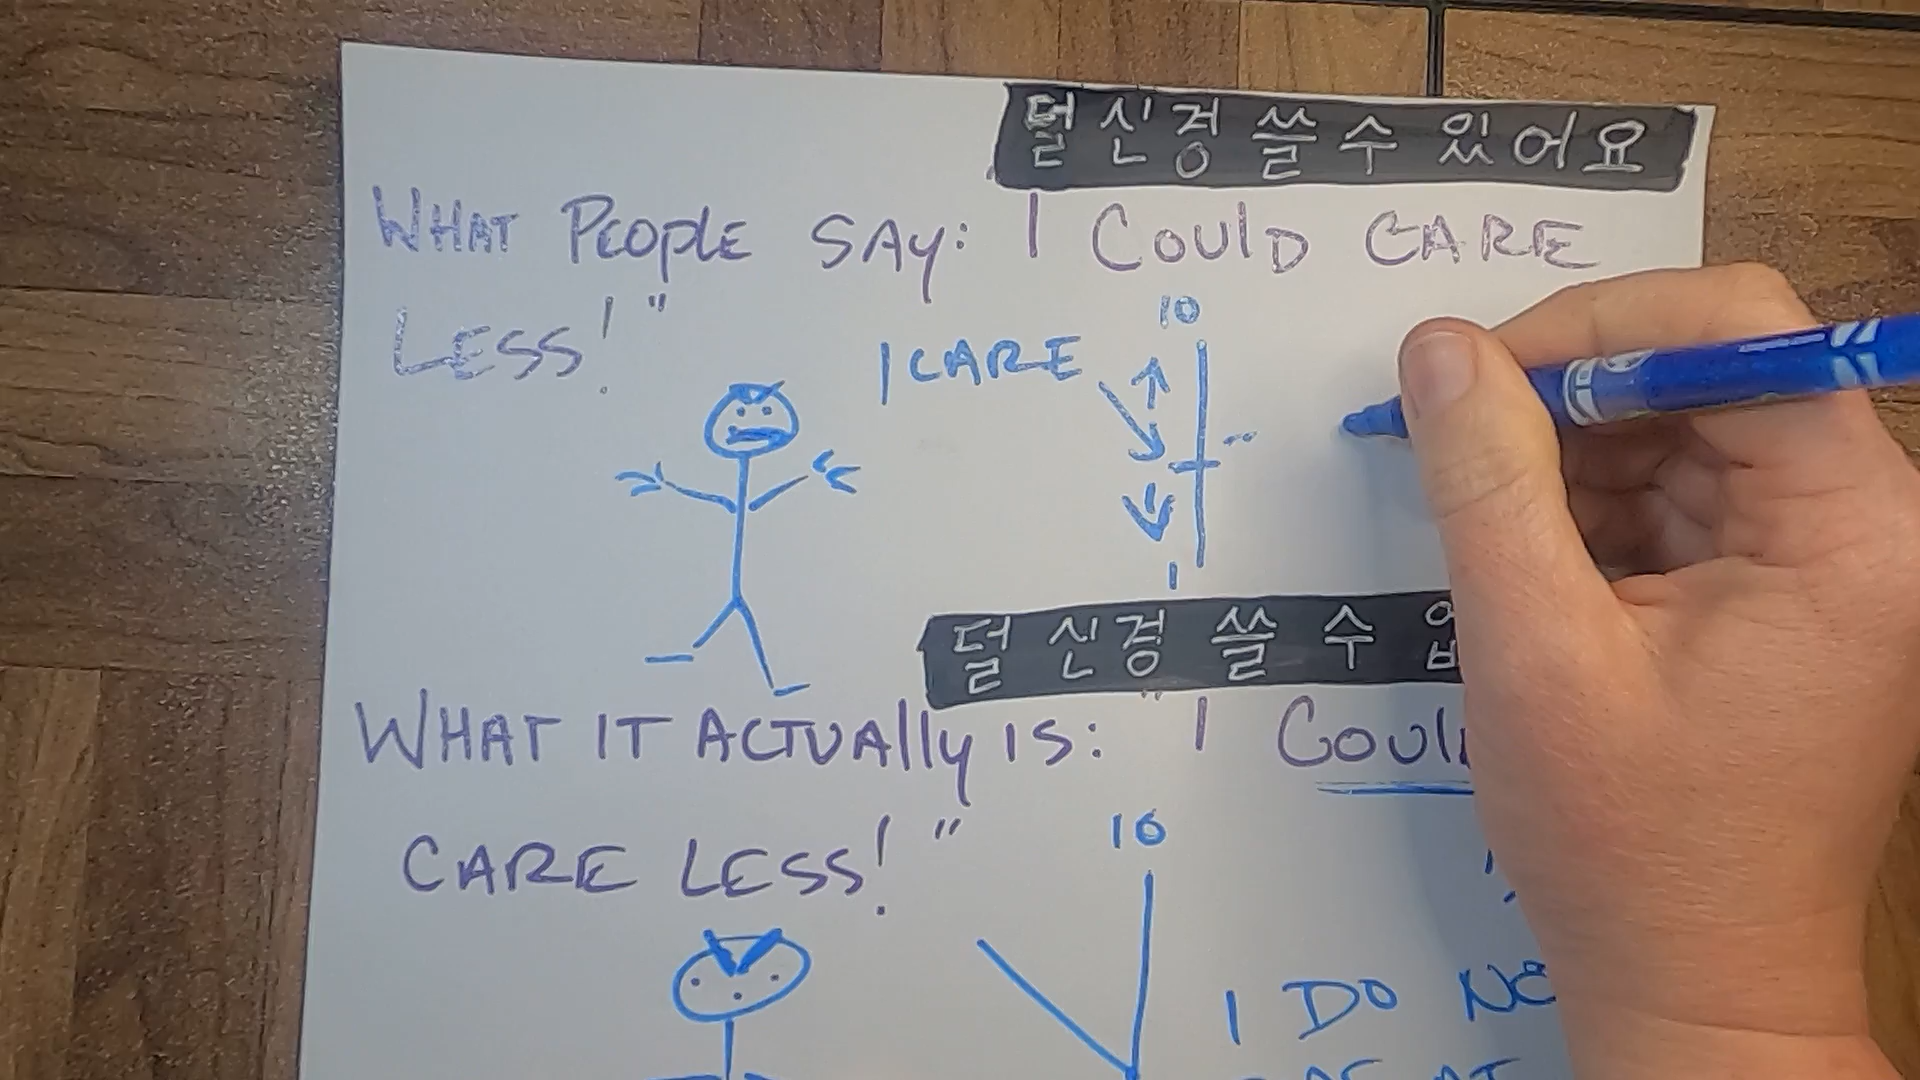 덜 신경 쓸 수 있어요
WHAT PEOPLE SAY: I COULD CARE
LESS!"
10
I CARE
1
덜 신경 쓸 수
WHAT IT ACTUALLY IS: "I
CARE LESS!"
10
I DO